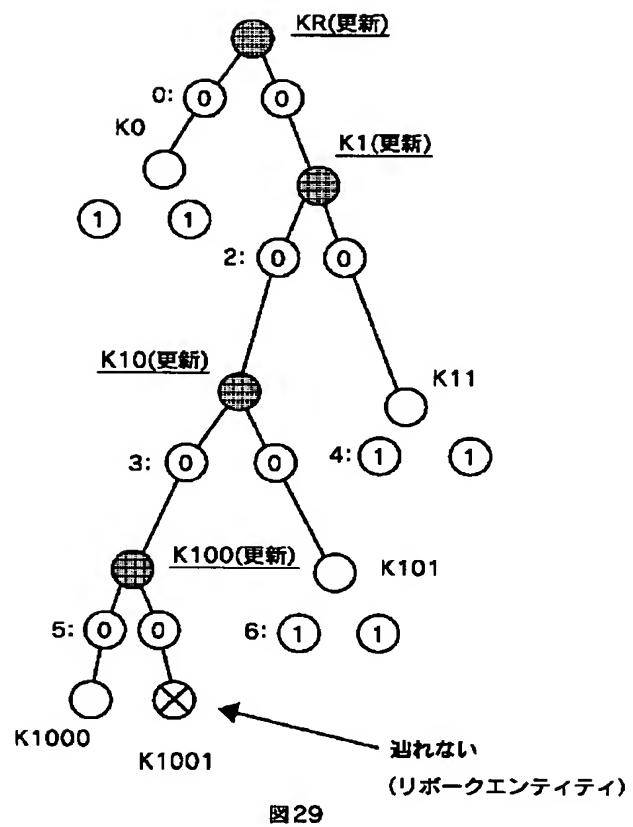 KR(更新)
0: 0 0
K0
K1(更新)
1 1
2: 0 0
K10(更新)
K11
3: 0 0
4: 1 1
K100(更新)
K101
5: 0 0
6: 1 1
K1000
K1001
辿れない
(リボークエンティティ)
図29